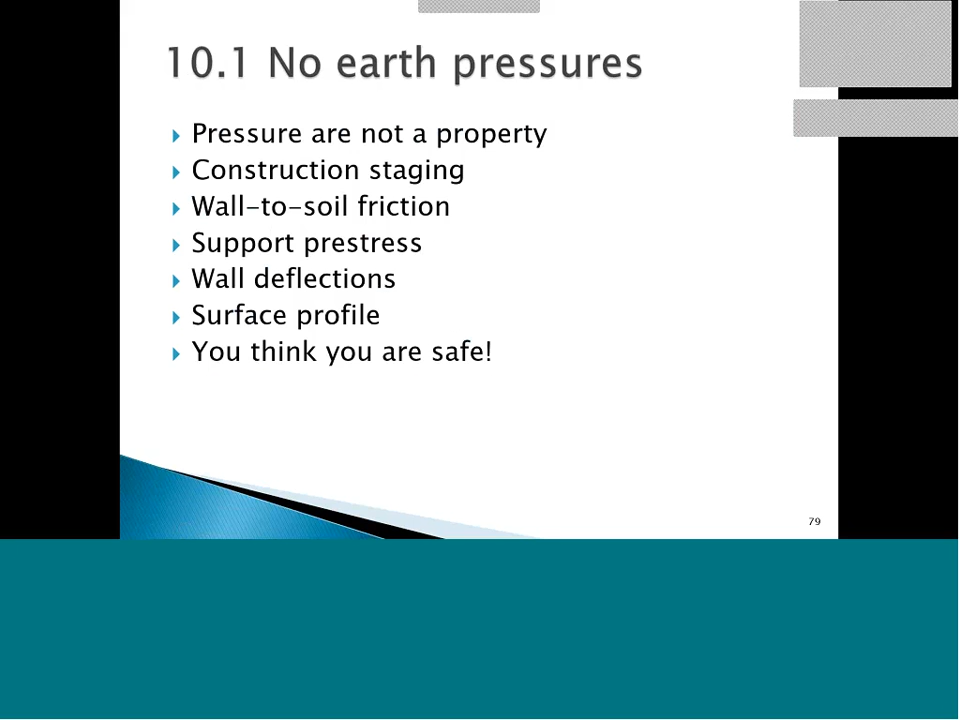 10.1 No earth pressures
Pressure are not a property
Construction staging
Wall-to-soil friction
Support prestress
Wall deflections
Surface profile
You think you are safe!
79